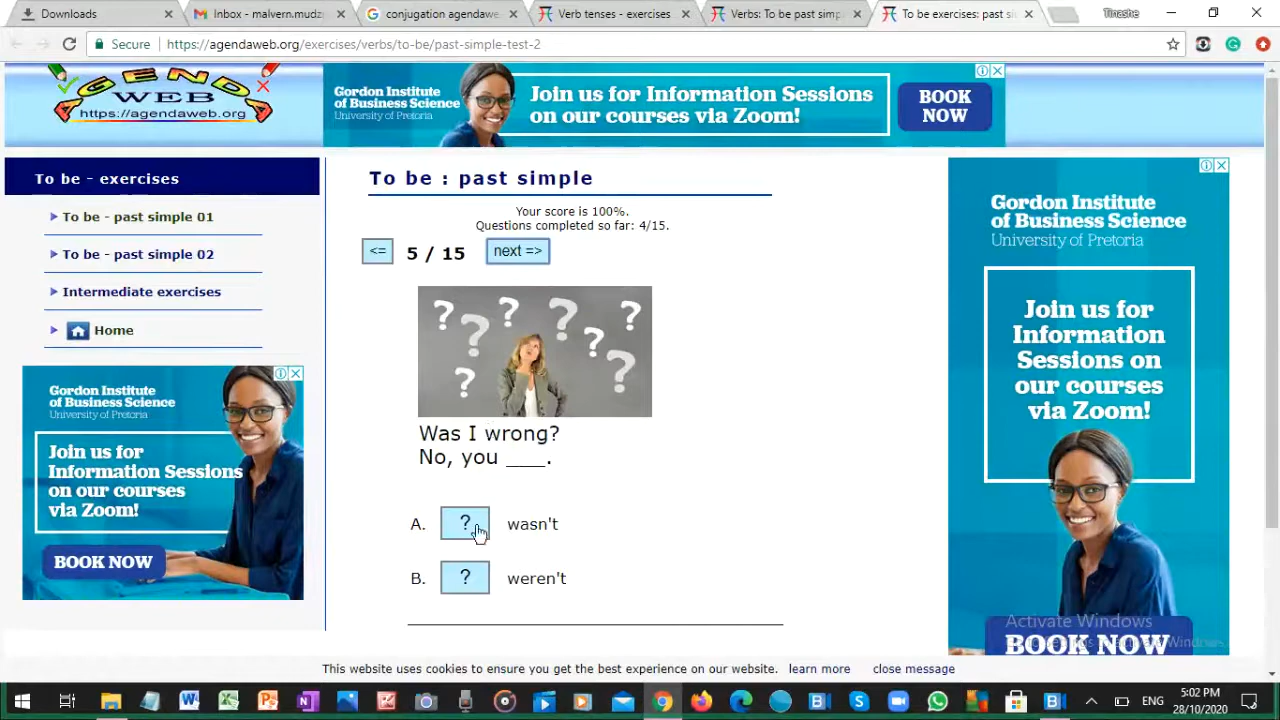 Downloads
Inbox - malvern.mudz
conjugation agendawe
Verb tenses - exercises
Verbs: To be past simp
To be exercises: past si
Tinashe
Secure
https://agendaweb.org/exercises/verbs/to-be/past-simple-test-2
AGEND
WEB
https://agendaweb.org
Gordon Institute
of Business Science
University of Pretoria
Join us for Information Sessions
on our courses via Zoom!
BOOK
NOW
To be - exercises
To be - past simple 01
To be - past simple 02
Intermediate exercises
Home
Gordon Institute
of Business Science
University of Pretoria
Join us for
Information Sessions
on our courses
via Zoom!
BOOK NOW
To be : past simple
Your score is 100%.
Questions completed so far: 4/15.
<= 5 / 15 next =>
? ? ? ? ? ? ? ?
Was I wrong?
No, you ___.
A. ? wasn't
B. ? weren't
Gordon Institute
of Business Science
University of Pretoria
Join us for
Information
Sessions on
our courses
via Zoom!
BOOK NOW
Activate Windows
This website uses cookies to ensure you get the best experience on our website. learn more close message
ENG
5:02 PM
28/10/2020